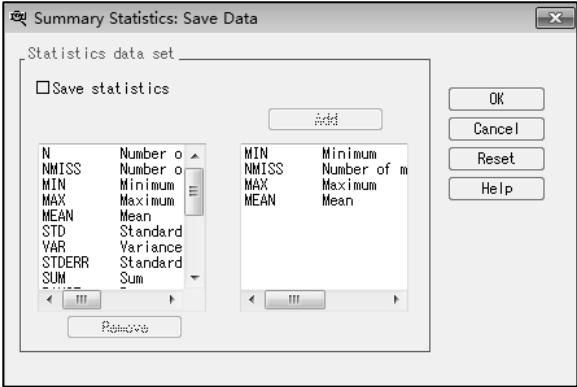 Summary Statistics: Save Data
Statistics data set
Save statistics
Add
N Number o
NMISS Number o
MIN Minimum
MAX Maximum
MEAN Mean
STD Standard
VAR Variance
STDERR Standard
SUM Sum
MIN Minimum
NMISS Number of m
MAX Maximum
MEAN Mean
Remove
OK
Cancel
Reset
Help